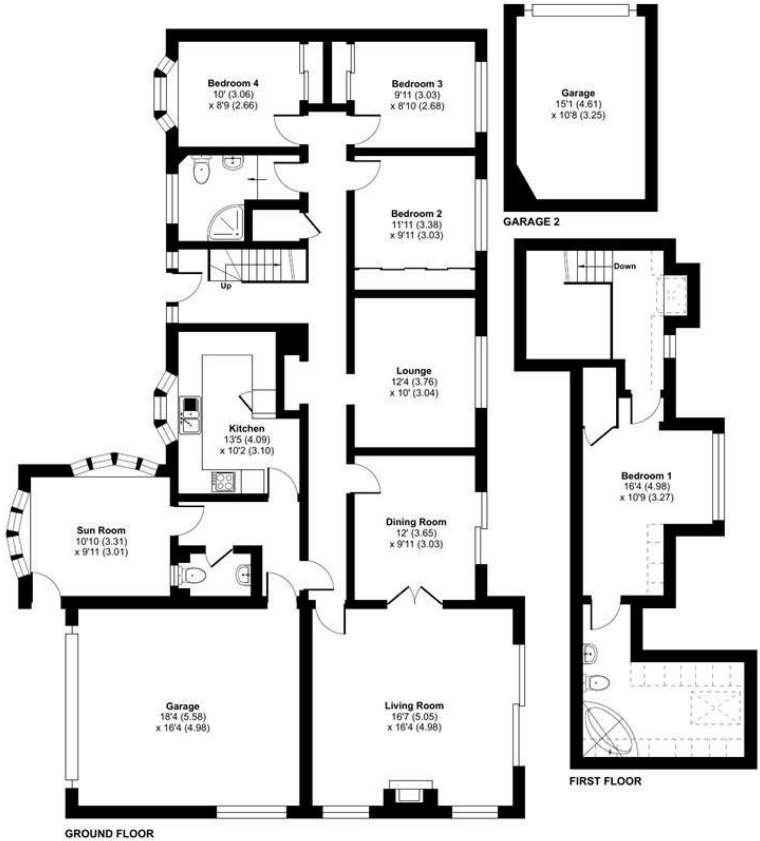 Bedroom 4
10' (3.06)
x 8'9 (2.66)
Bedroom 3
9'11 (3.03)
x 8'10 (2.68)
Garage
15'1 (4.61)
x 10'8 (3.25)
GARAGE 2
Bedroom 2
11'11 (3.38)
x 9'11 (3.03)
Up
Down
Lounge
12'4 (3.76)
x 10' (3.04)
Kitchen
13'5 (4.09)
x 10'2 (3.10)
Bedroom 1
16'4 (4.98)
x 10'9 (3.27)
Sun Room
10'10 (3.31)
x 9'11 (3.01)
Dining Room
12' (3.65)
x 9'11 (3.03)
Garage
18'4 (5.58)
x 16'4 (4.98)
Living Room
16'7 (5.05)
x 16'4 (4.98)
FIRST FLOOR
GROUND FLOOR